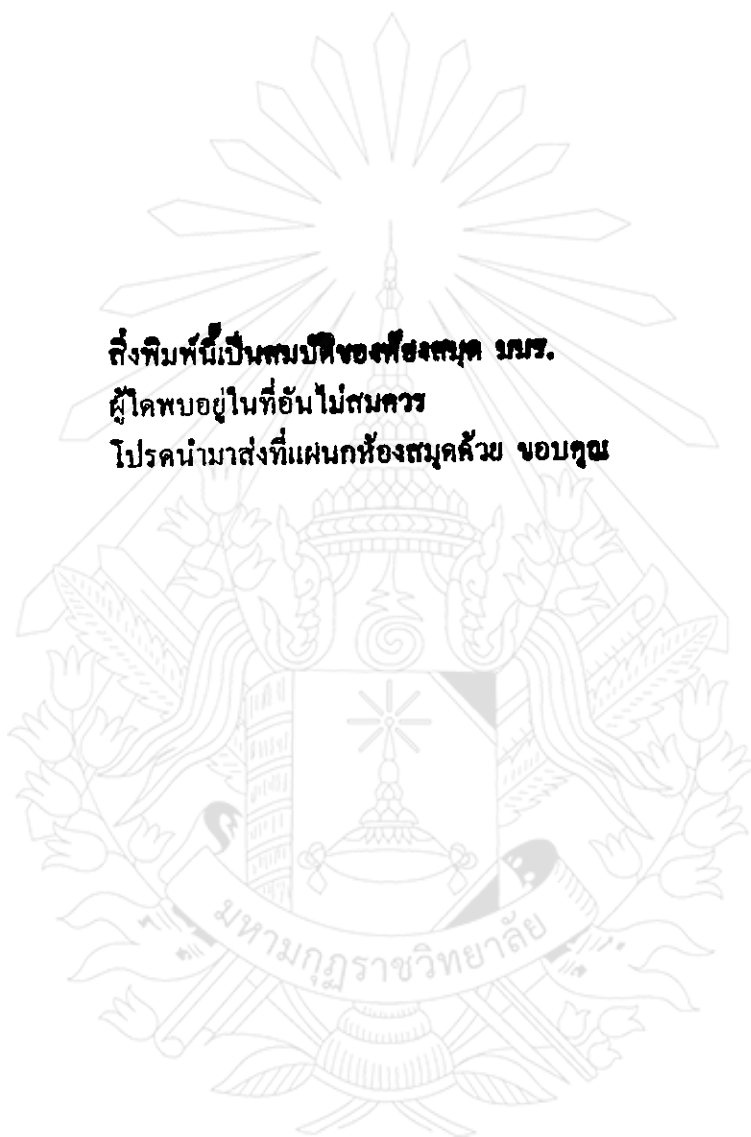 สิ่งพิมพ์นี้เป็นสมบัติของห้องสมุด มมร.
ผู้ใดพบอยู่ในที่อันไม่สมควร
โปรดนำมาส่งที่แผนกห้องสมุดด้วย ขอบคุณ
มหามกุฏราชวิทยาลัย